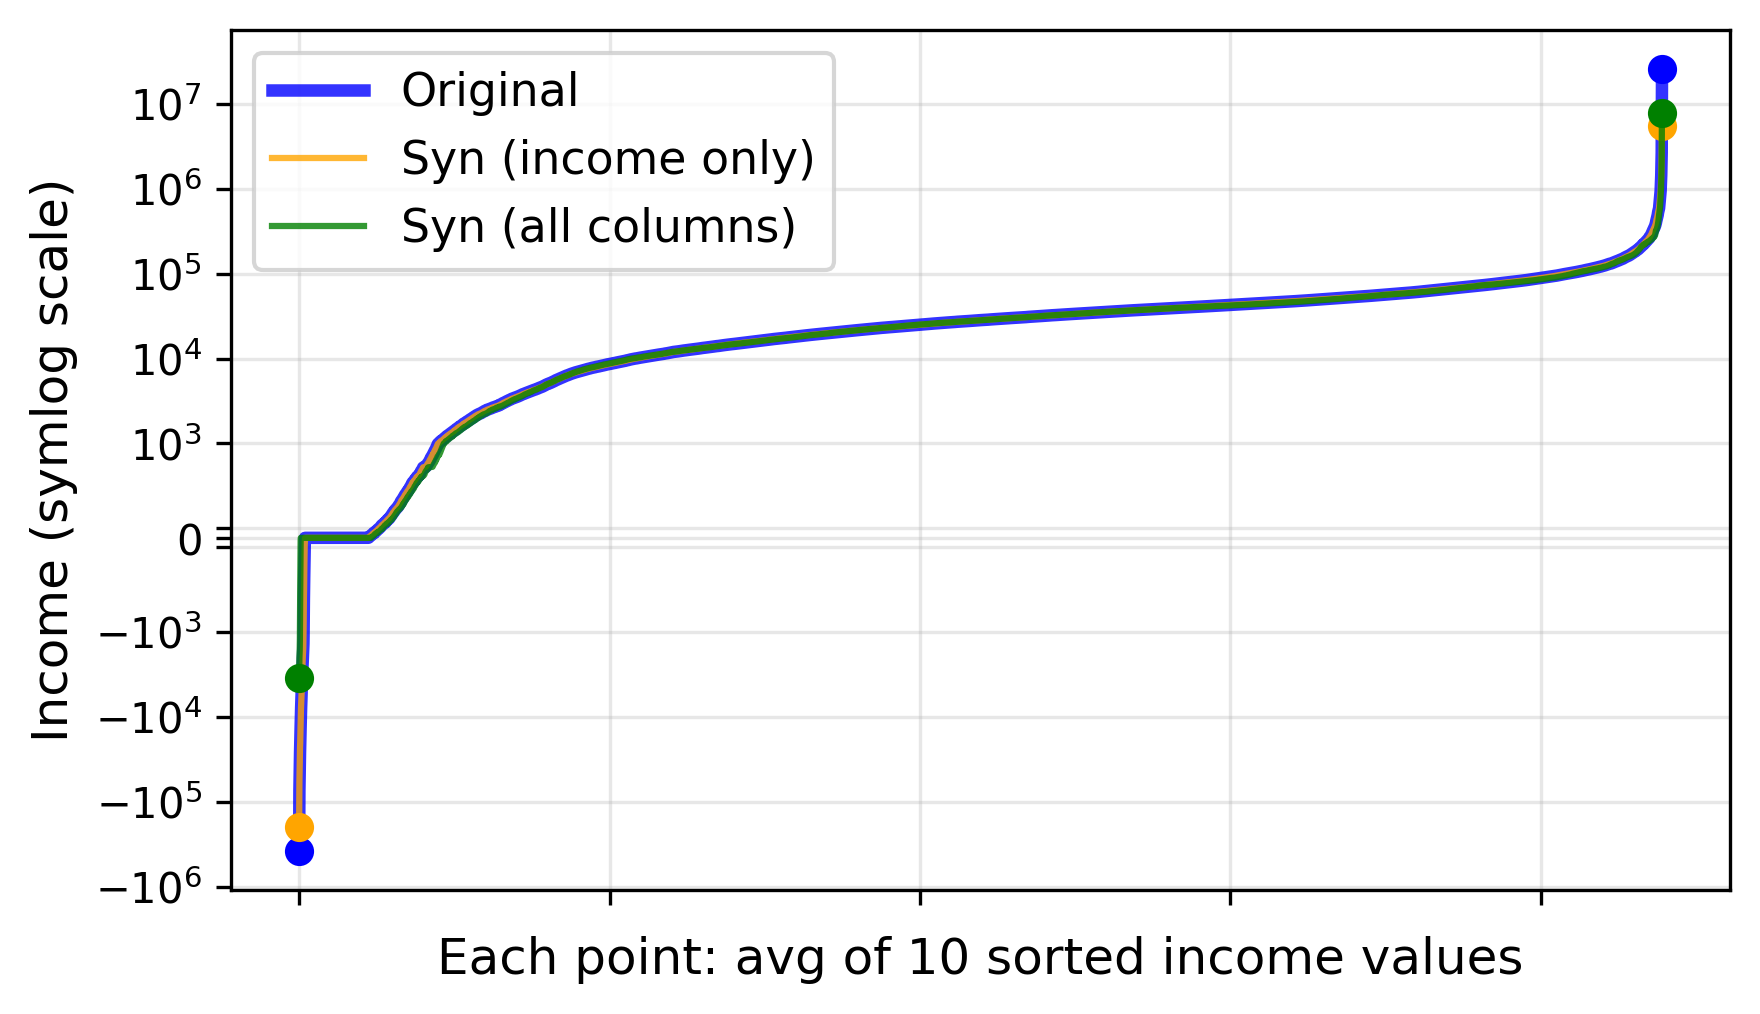 Original
Syn (income only)
Syn (all columns)
Income (symlog scale)
10⁷
10⁶
10⁵
10⁴
10³
0
−10³
−10⁴
−10⁵
−10⁶
Each point: avg of 10 sorted income values